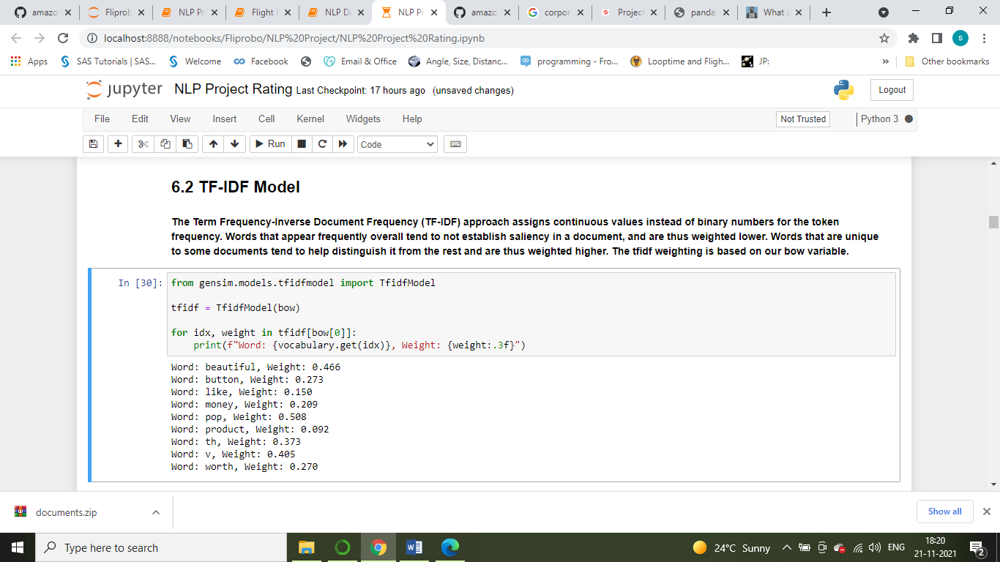 amazo
Fliprob
NLP Pr
Flight
NLP D
NLP Pr
amazo
corpor
Project
panda
What
localhost:8888/notebooks/Fliprobo/NLP%20Project/NLP%20Project%20Rating.ipynb
S
Apps
SAS Tutorials | SAS...
Welcome
Facebook
Email & Office
Angle, Size, Distanc...
programming - Fro...
Looptime and Fligh...
JP:
»
Other bookmarks
jupyter
NLP Project Rating Last Checkpoint: 17 hours ago (unsaved changes)
Logout
File Edit View Insert Cell Kernel Widgets Help
Not Trusted
Python 3
Run
Code
6.2 TF-IDF Model
The Term Frequency-Inverse Document Frequency (TF-IDF) approach assigns continuous values instead of binary numbers for the token
frequency. Words that appear frequently overall tend to not establish saliency in a document, and are thus weighted lower. Words that are unique
to some documents tend to help distinguish it from the rest and are thus weighted higher. The tfidf weighting is based on our bow variable.
In [30]:
from gensim.models.tfidfmodel import TfidfModel
tfidf = TfidfModel(bow)
for idx, weight in tfidf[bow[0]]:
    print(f"Word: {vocabulary.get(idx)}, Weight: {weight:.3f}")
Word: beautiful, Weight: 0.466
Word: button, Weight: 0.273
Word: like, Weight: 0.150
Word: money, Weight: 0.209
Word: pop, Weight: 0.508
Word: product, Weight: 0.092
Word: th, Weight: 0.373
Word: v, Weight: 0.405
Word: worth, Weight: 0.270
documents.zip
Show all
Type here to search
24°C Sunny
ENG
18:20
21-11-2021
2